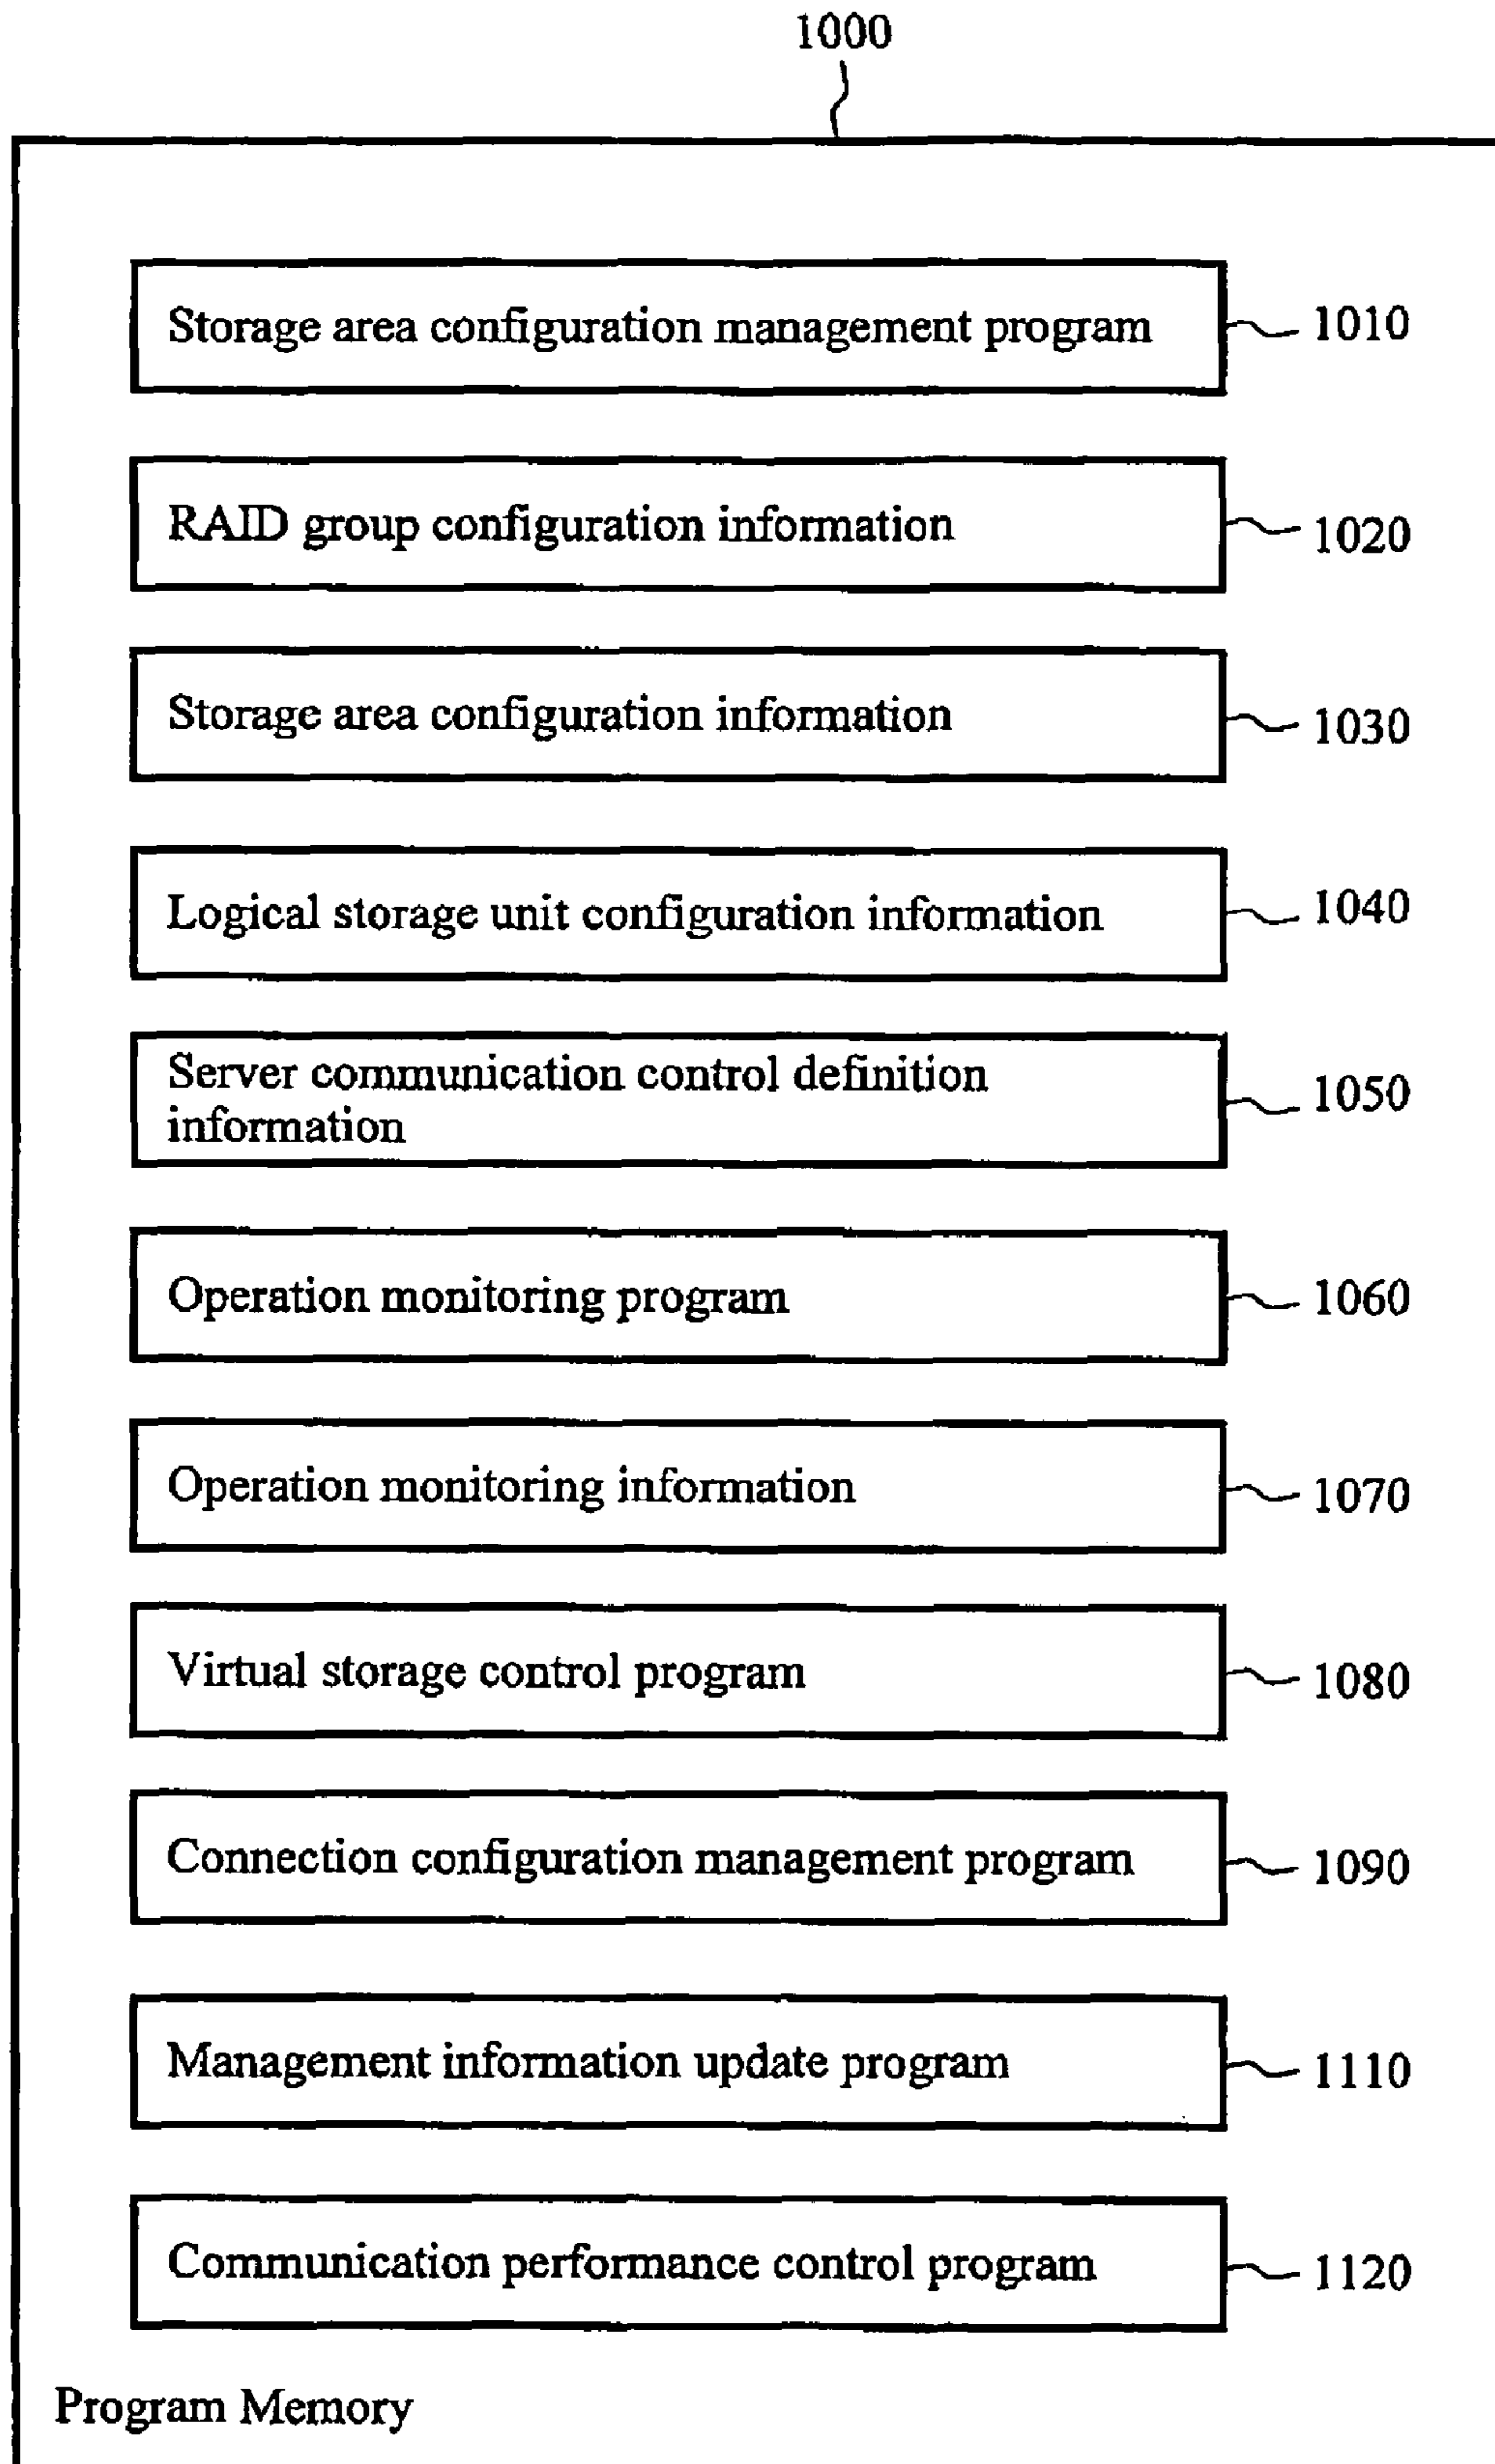 1000
Storage area configuration management program
1010
RAID group configuration information
1020
Storage area configuration information
1030
Logical storage unit configuration information
1040
Server communication control definition
information
1050
Operation monitoring program
1060
Operation monitoring information
1070
Virtual storage control program
1080
Connection configuration management program
1090
Management information update program
1110
Communication performance control program
1120
Program Memory